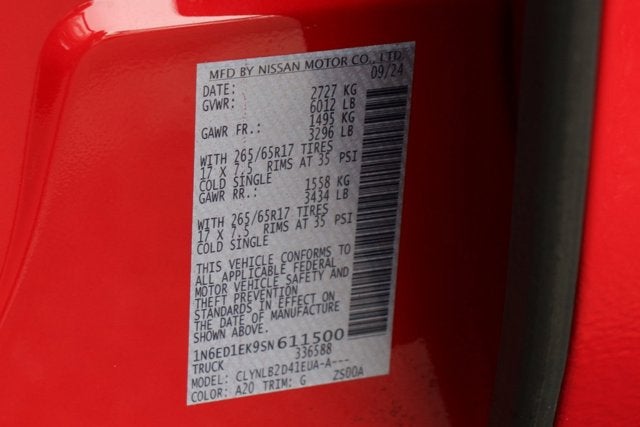 MFD BY NISSAN MOTOR CO., LTD.
DATE: 09/24
GVWR: 2727 KG
6012 LB
GAWR FR.: 1495 KG
3296 LB
WITH 265/65R17 TIRES
17 X 7.5 RIMS AT 35 PSI
COLD SINGLE
GAWR RR.: 1558 KG
3434 LB
WITH 265/65R17 TIRES
17 X 7.5 RIMS AT 35 PSI
COLD SINGLE
THIS VEHICLE CONFORMS TO
ALL APPLICABLE FEDERAL
MOTOR VEHICLE SAFETY AND
THEFT PREVENTION
STANDARDS IN EFFECT ON
THE DATE OF MANUFACTURE
SHOWN ABOVE.
1N6ED1EK9SN611500
TRUCK 336588
MODEL: CLYNLB2D41EUA-A---
COLOR: A20 TRIM: G ZS00A